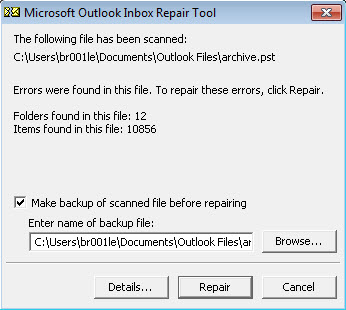 Microsoft Outlook Inbox Repair Tool
The following file has been scanned:
C:\Users\br001le\Documents\Outlook Files\archive.pst
Errors were found in this file. To repair these errors, click Repair.
Folders found in this file: 12
Items found in this file: 10856
Make backup of scanned file before repairing
Enter name of backup file:
C:\Users\br001le\Documents\Outlook Files\ar
Browse...
Details...
Repair
Cancel